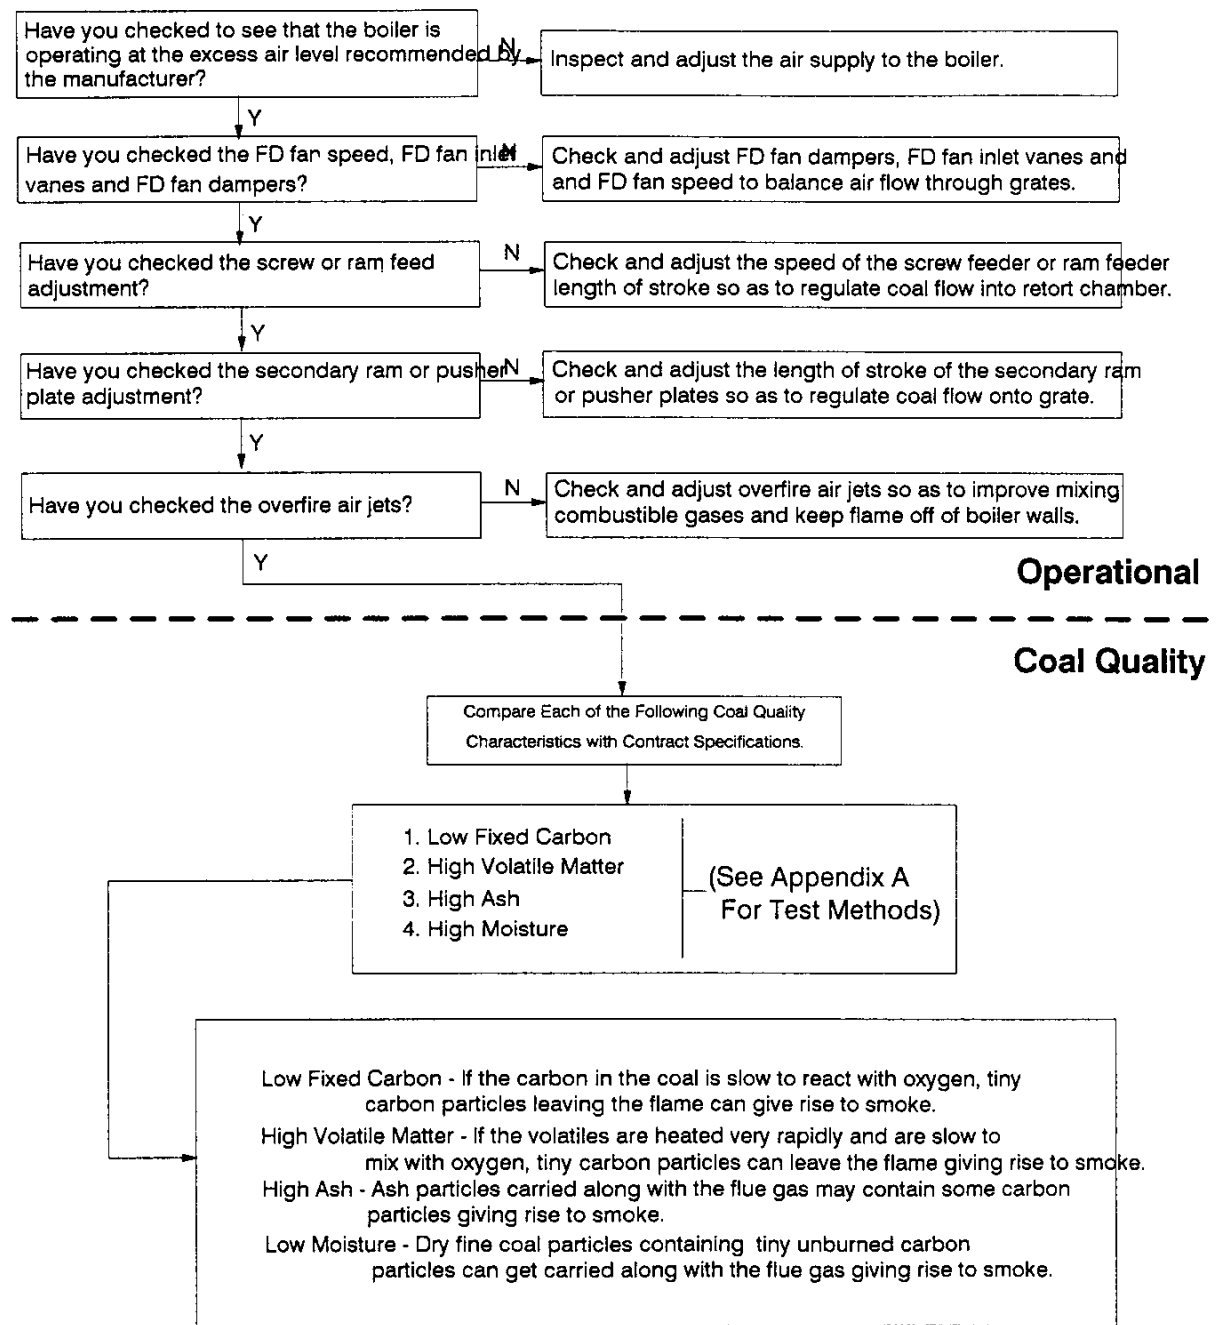 Have you checked to see that the boiler is
operating at the excess air level recommended by
the manufacturer?
N
Inspect and adjust the air supply to the boiler.
Y
Have you checked the FD fan speed, FD fan inlet
vanes and FD fan dampers?
N
Check and adjust FD fan dampers, FD fan inlet vanes and
and FD fan speed to balance air flow through grates.
Y
Have you checked the screw or ram feed
adjustment?
N
Check and adjust the speed of the screw feeder or ram feeder
length of stroke so as to regulate coal flow into retort chamber.
Y
Have you checked the secondary ram or pusher
plate adjustment?
N
Check and adjust the length of stroke of the secondary ram
or pusher plates so as to regulate coal flow onto grate.
Y
Have you checked the overfire air jets?
N
Check and adjust overfire air jets so as to improve mixing
combustible gases and keep flame off of boiler walls.
Y
Operational
Coal Quality
Compare Each of the Following Coal Quality
Characteristics with Contract Specifications.
1. Low Fixed Carbon
2. High Volatile Matter
3. High Ash
4. High Moisture
(See Appendix A
For Test Methods)
Low Fixed Carbon - If the carbon in the coal is slow to react with oxygen, tiny
carbon particles leaving the flame can give rise to smoke.
High Volatile Matter - If the volatiles are heated very rapidly and are slow to
mix with oxygen, tiny carbon particles can leave the flame giving rise to smoke.
High Ash - Ash particles carried along with the flue gas may contain some carbon
particles giving rise to smoke.
Low Moisture - Dry fine coal particles containing tiny unburned carbon
particles can get carried along with the flue gas giving rise to smoke.